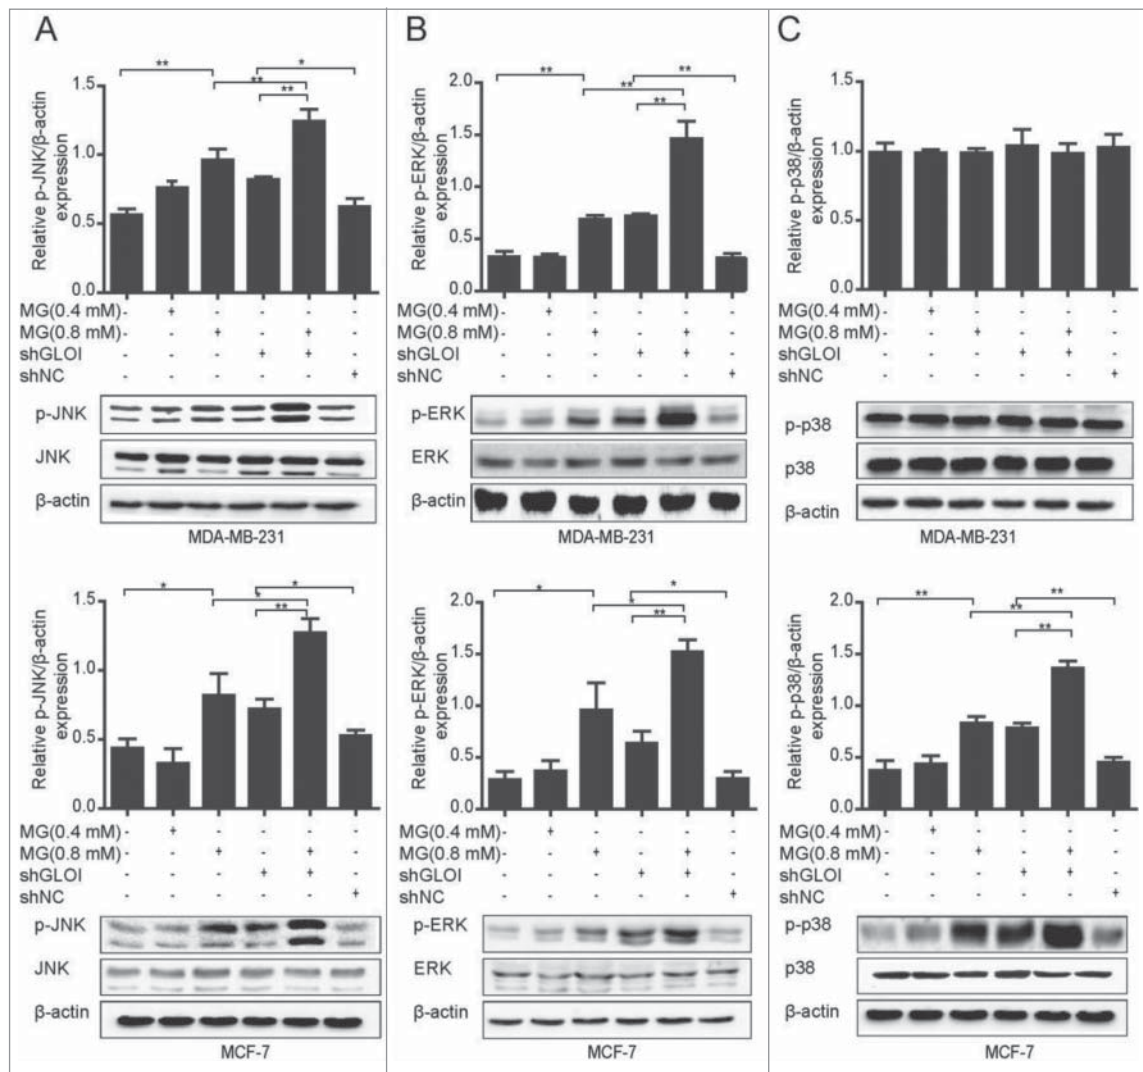 A
** ** * **
Relative p-JNK/β-actin
expression
1.5
1.0
0.5
0.0
MG(0.4 mM) - + - - - -
MG(0.8 mM) - - + - + -
shGLOI - - - + + -
shNC - - - - - +
p-JNK
JNK
β-actin
MDA-MB-231
* * * **
Relative p-JNK/β-actin
expression
1.5
1.0
0.5
0.0
MG(0.4 mM) - + - - - -
MG(0.8 mM) - - + - + -
shGLOI - - - + + -
shNC - - - - - +
p-JNK
JNK
β-actin
MCF-7
B
** ** ** **
Relative p-ERK/β-actin
expression
2.0
1.5
1.0
0.5
0.0
MG(0.4 mM) - + - - - -
MG(0.8 mM) - - + - + -
shGLOI - - - + + -
shNC - - - - - +
p-ERK
ERK
β-actin
MDA-MB-231
* * * **
Relative p-ERK/β-actin
expression
2.0
1.5
1.0
0.5
0.0
MG(0.4 mM) - + - - - -
MG(0.8 mM) - - + - + -
shGLOI - - - + + -
shNC - - - - - +
p-ERK
ERK
β-actin
MCF-7
C
Relative p-p38/β-actin
expression
1.5
1.0
0.5
0.0
MG(0.4 mM) - + - - - -
MG(0.8 mM) - - + - + -
shGLOI - - - + + -
shNC - - - - - +
p-p38
p38
β-actin
MDA-MB-231
** ** ** **
Relative p-p38/β-actin
expression
2.0
1.5
1.0
0.5
0.0
MG(0.4 mM) - + - - - -
MG(0.8 mM) - - + - + -
shGLOI - - - + + -
shNC - - - - - +
p-p38
p38
β-actin
MCF-7